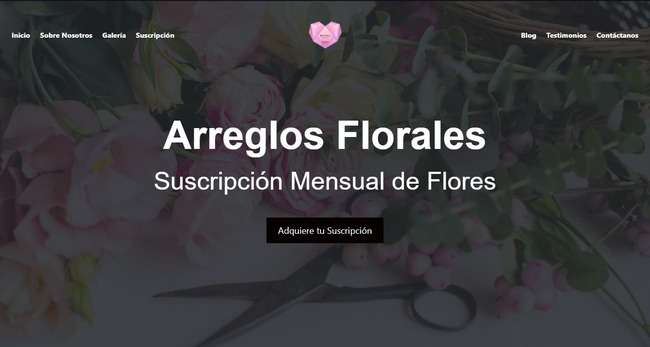 Inicio Sobre Nosotros Galería Suscripción
Blog Testimonios Contáctanos
Arreglos Florales
Suscripción Mensual de Flores
Adquiere tu Suscripción